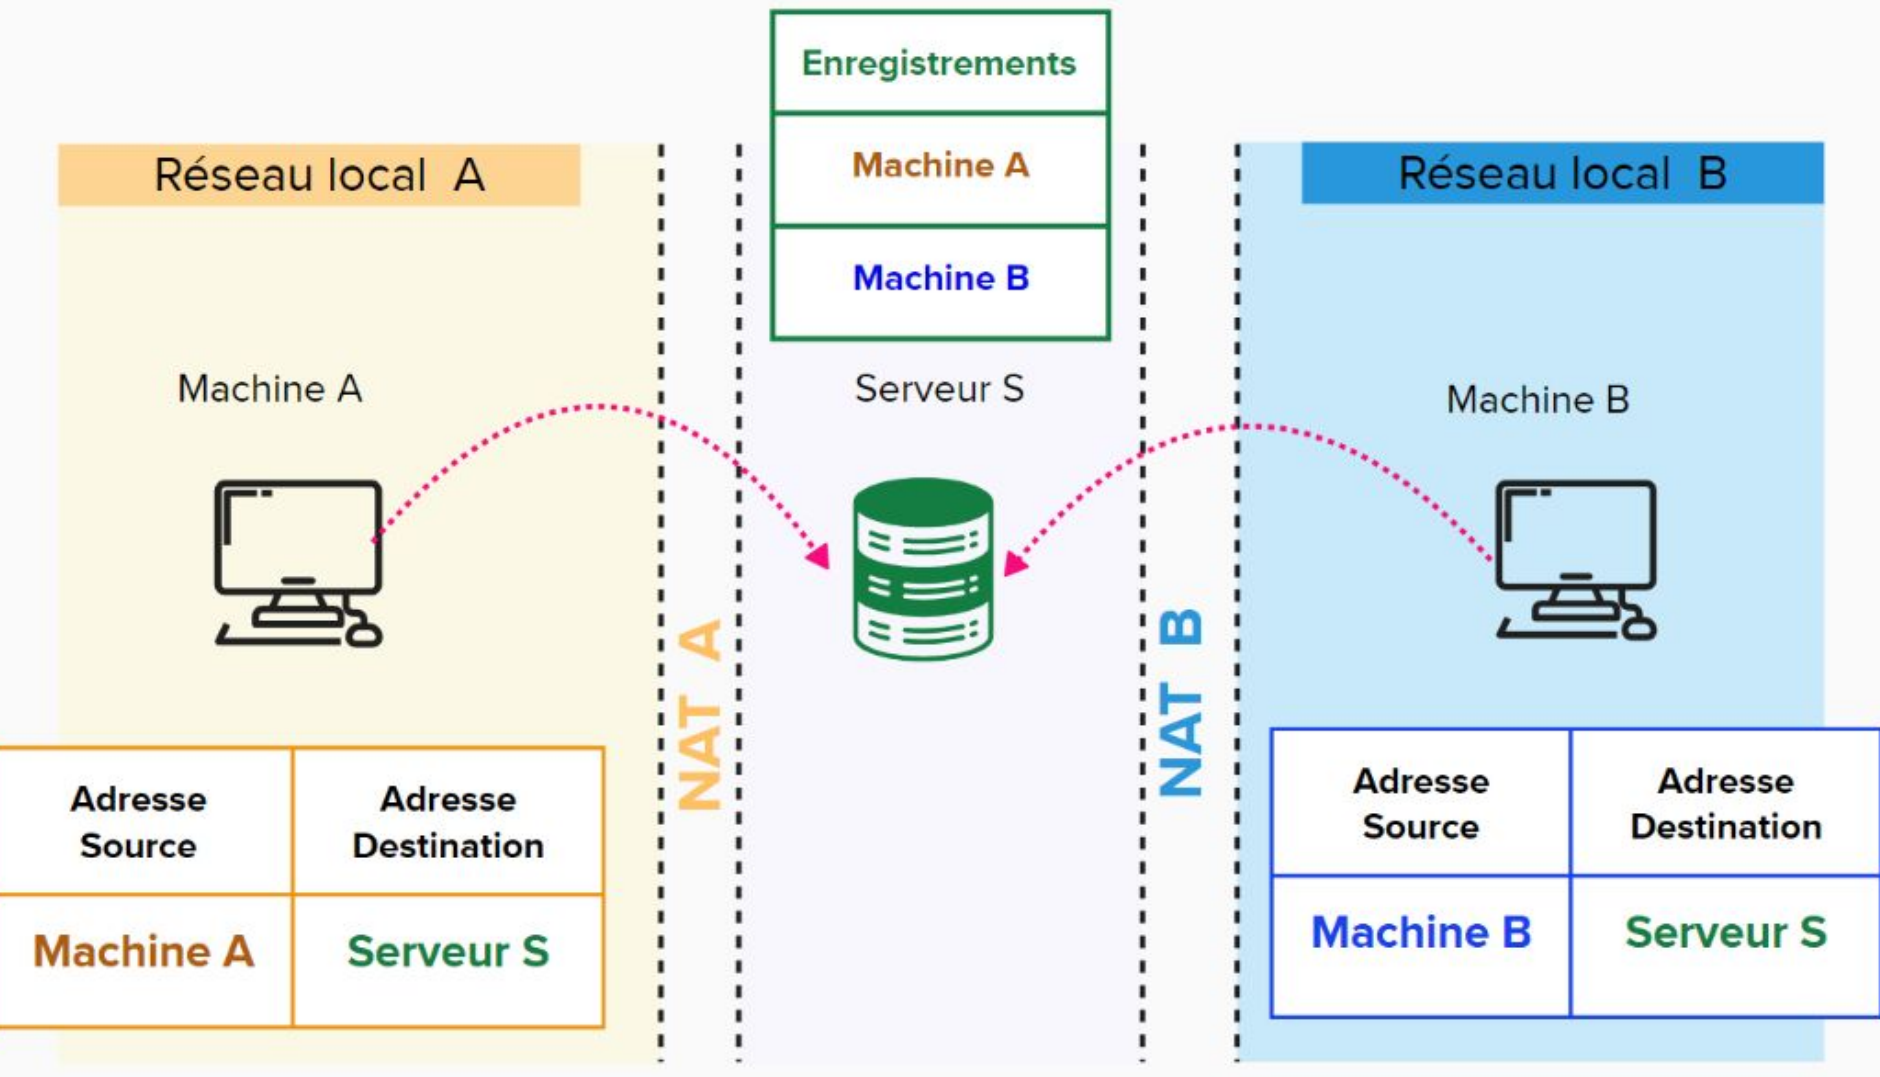 Enregistrements
Machine A
Machine B
Réseau local A
Réseau local B
Machine A
Serveur S
Machine B
NAT A
NAT B
Adresse Source
Adresse Destination
Machine A
Serveur S
Adresse Source
Adresse Destination
Machine B
Serveur S